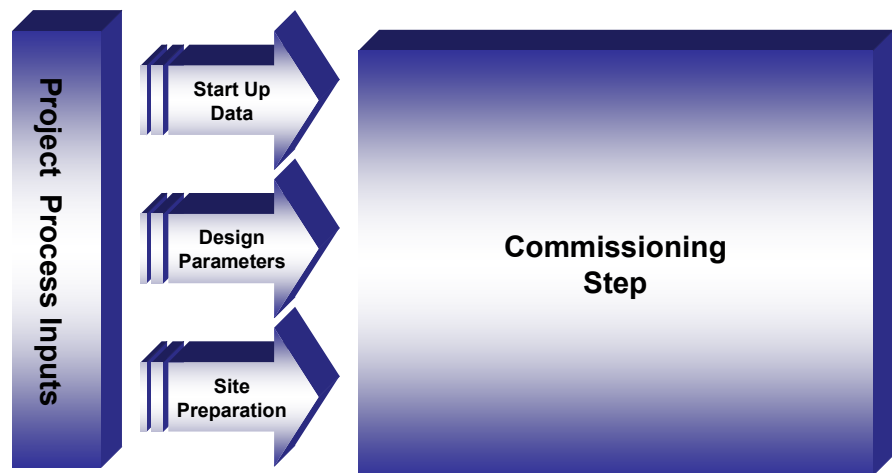 Project Process Inputs
Start Up
Data
Design
Parameters
Site
Preparation
Commissioning
Step